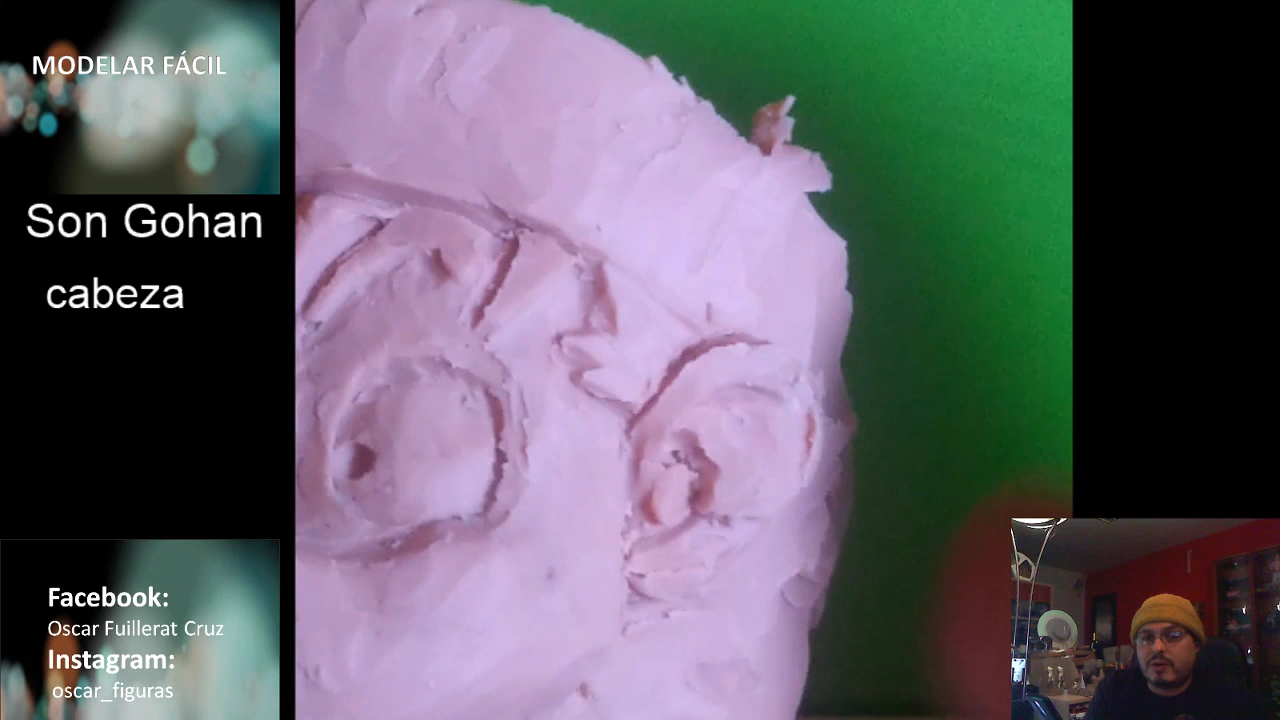 MODELAR FÁCIL
Son Gohan
cabeza
Facebook:
Oscar Fuillerat Cruz
Instagram:
oscar_figuras